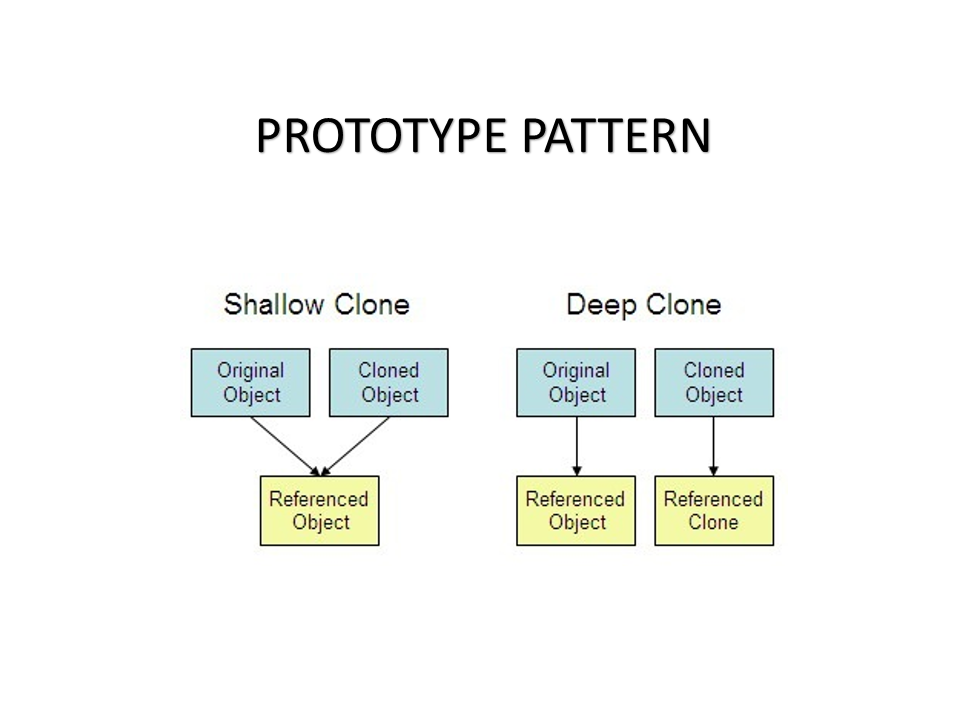 PROTOTYPE PATTERN
Shallow Clone
Deep Clone
Original
Object
Cloned
Object
Original
Object
Cloned
Object
Referenced
Object
Referenced
Object
Referenced
Clone